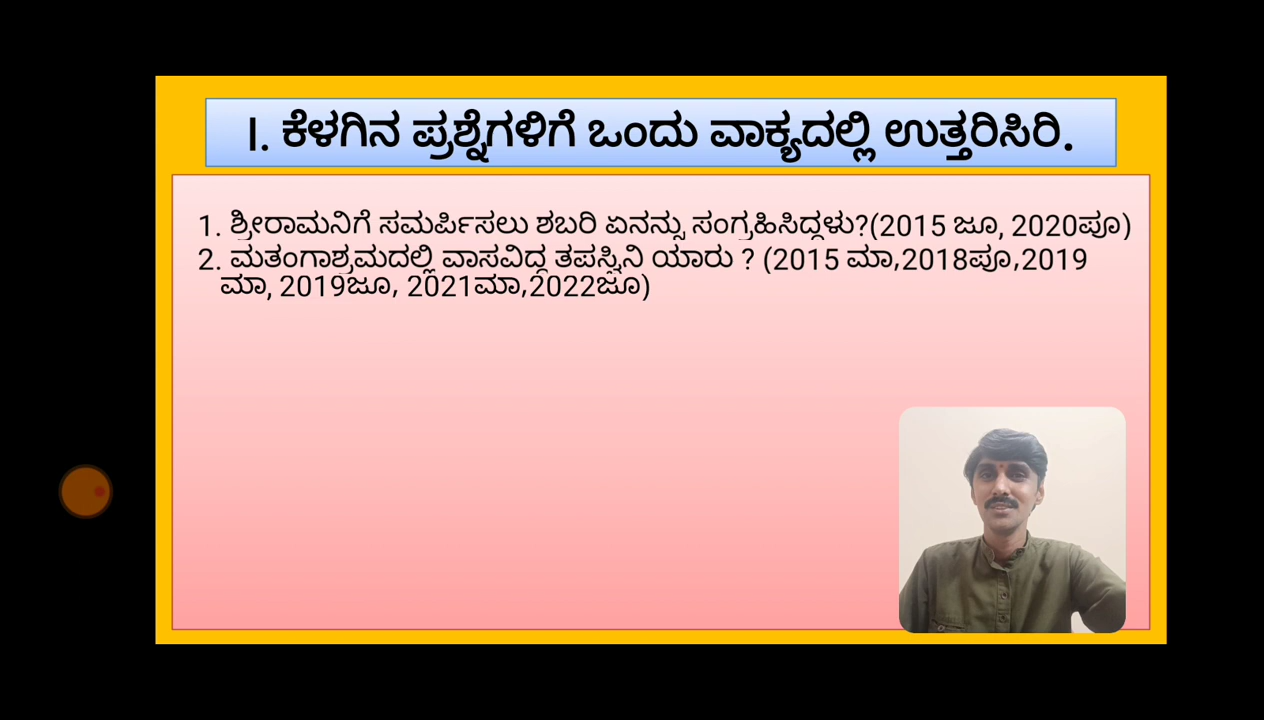 I. ಕೆಳಗಿನ ಪ್ರಶ್ನೆಗಳಿಗೆ ಒಂದು ವಾಕ್ಯದಲ್ಲಿ ಉತ್ತರಿಸಿರಿ.
1. ಶ್ರೀರಾಮನಿಗೆ ಸಮರ್ಪಿಸಲು ಶಬರಿ ಏನನ್ನು ಸಂಗ್ರಹಿಸಿದ್ದಳು?(2015 ಜೂ, 2020ಪೂ)
2. ಮತಂಗಾಶ್ರಮದಲ್ಲಿ ವಾಸವಿದ್ದ ತಪಸ್ವಿನಿ ಯಾರು ? (2015 ಮಾ,2018ಪೂ,2019
ಮಾ, 2019ಜೂ, 2021ಮಾ,2022ಜೂ)